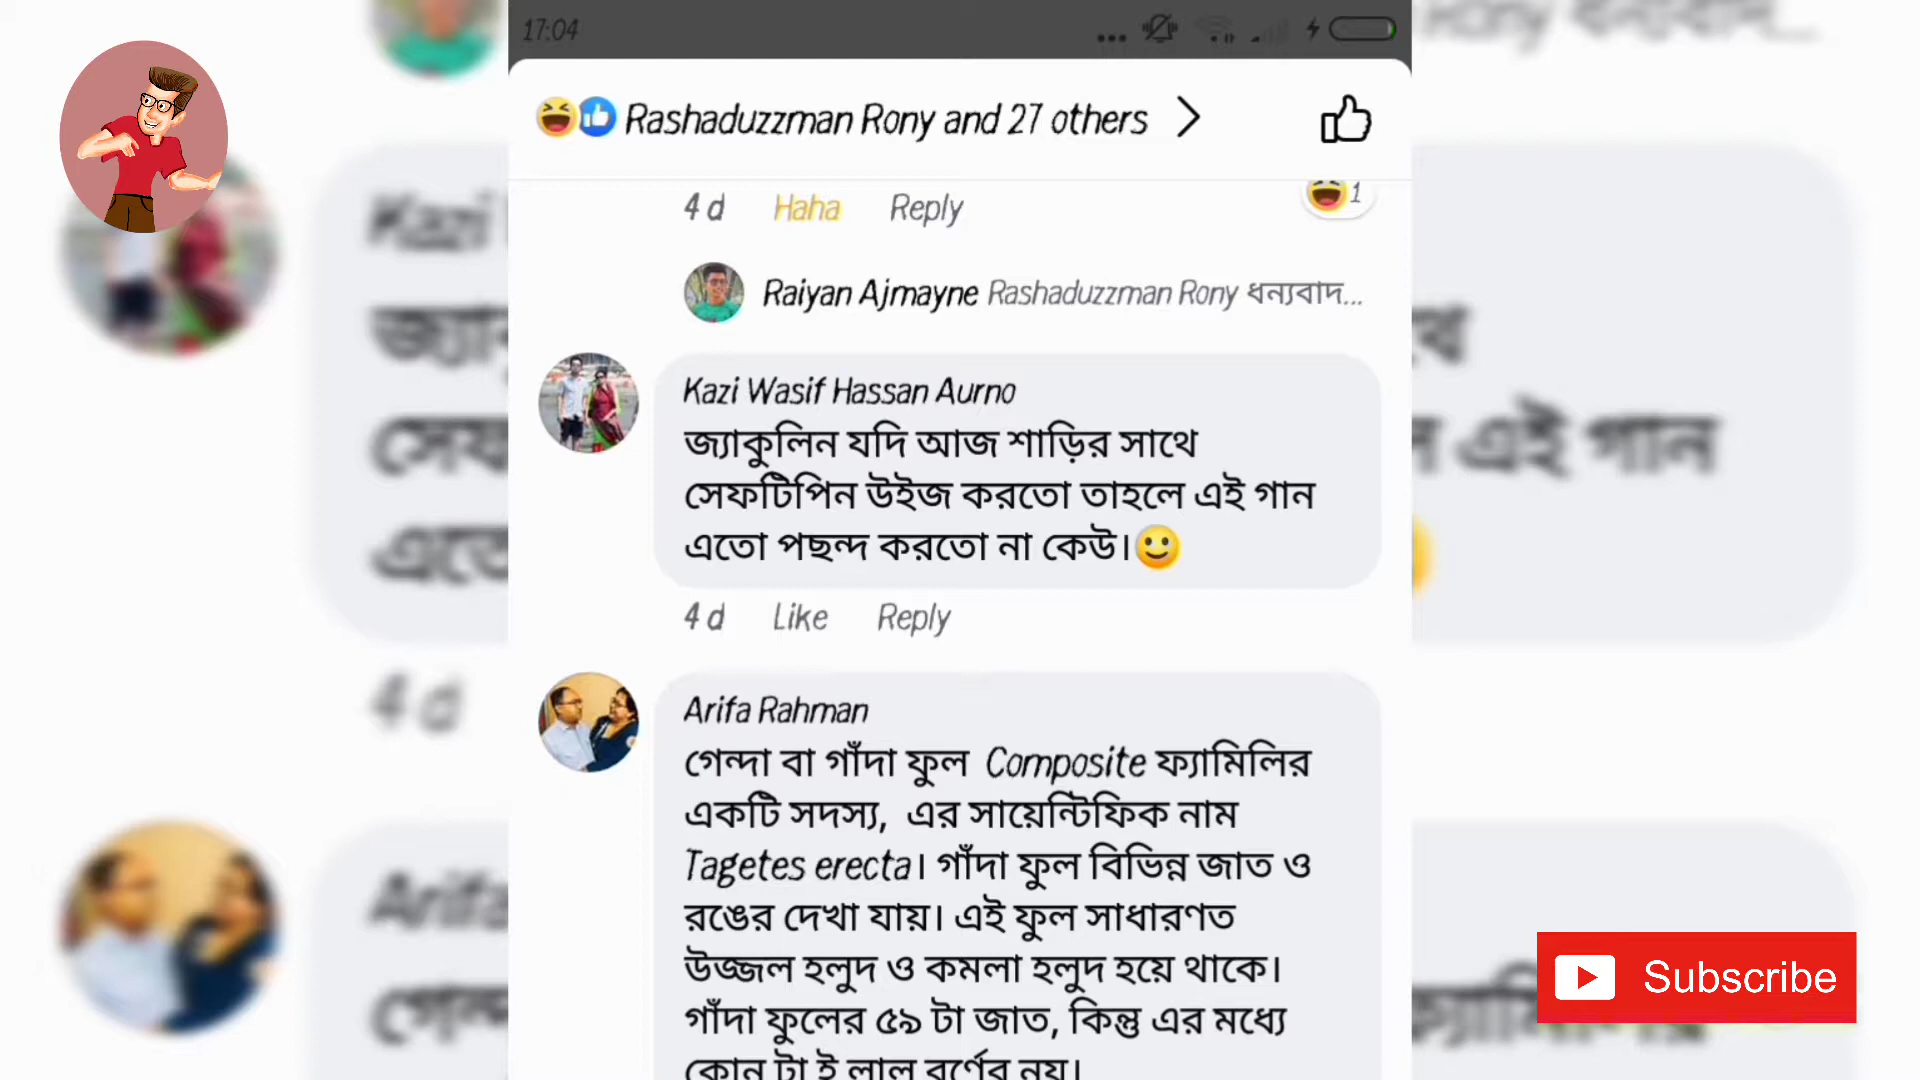 17:04
Rashaduzzman Rony and 27 others
4 d Haha Reply 1
Raiyan Ajmayne Rashaduzzman Rony ধন্যবাদ...
Kazi Wasif Hassan Aurno
জ্যাকুলিন যদি আজ শাড়ির সাথে
সেফটিপিন উইজ করতো তাহলে এই গান
এতো পছন্দ করতো না কেউ।
4 d Like Reply
Arifa Rahman
গেন্দা বা গাঁদা ফুল Composite ফ্যামিলির
একটি সদস্য, এর সায়েন্টিফিক নাম
Tagetes erecta। গাঁদা ফুল বিভিন্ন জাত ও
রঙের দেখা যায়। এই ফুল সাধারণত
উজ্জল হলুদ ও কমলা হলুদ হয়ে থাকে।
গাঁদা ফুলের ৫৯ টা জাত, কিন্তু এর মধ্যে
কোন টা ই লাল বর্ণের নয়।
Subscribe